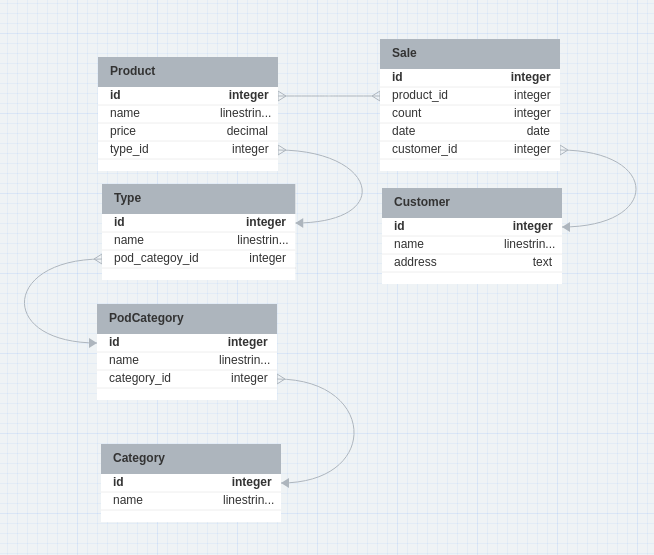 Product
id integer
name linestrin...
price decimal
type_id integer
Sale
id integer
product_id integer
count integer
date date
customer_id integer
Type
id integer
name linestrin...
pod_categoy_id integer
Customer
id integer
name linestrin...
address text
PodCategory
id integer
name linestrin...
category_id integer
Category
id integer
name linestrin...